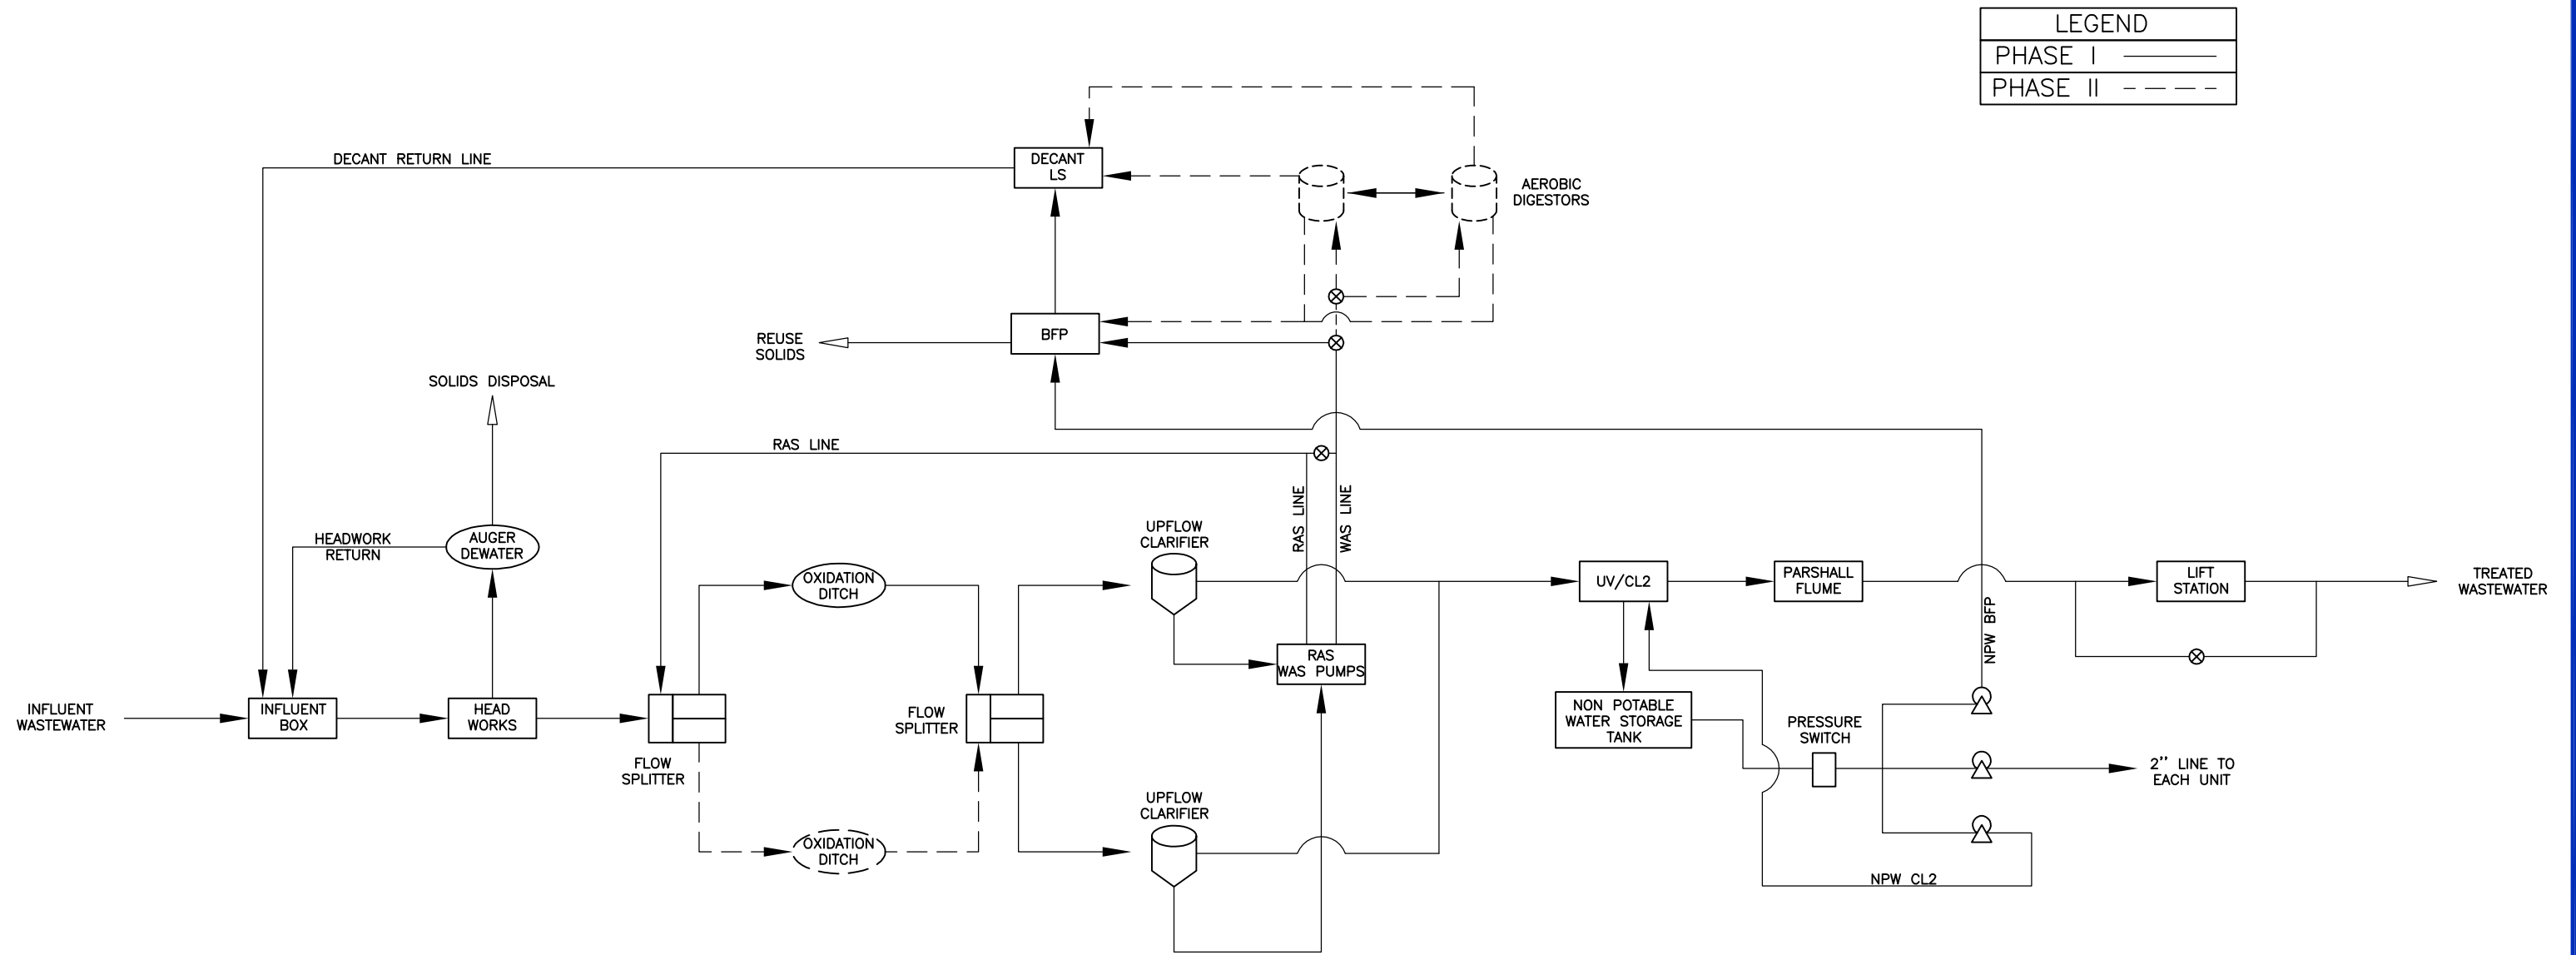 LEGEND
PHASE I
PHASE II
DECANT RETURN LINE
DECANT
LS
AEROBIC
DIGESTORS
REUSE
SOLIDS
BFP
SOLIDS DISPOSAL
RAS LINE
RAS LINE
WAS LINE
HEADWORK
RETURN
AUGER
DEWATER
OXIDATION
DITCH
UPFLOW
CLARIFIER
UV/CL2
PARSHALL
FLUME
LIFT
STATION
TREATED
WASTEWATER
NPW BFP
RAS
WAS PUMPS
INFLUENT
WASTEWATER
INFLUENT
BOX
HEAD
WORKS
FLOW
SPLITTER
FLOW
SPLITTER
NON POTABLE
WATER STORAGE
TANK
PRESSURE
SWITCH
2'' LINE TO
EACH UNIT
OXIDATION
DITCH
UPFLOW
CLARIFIER
NPW CL2